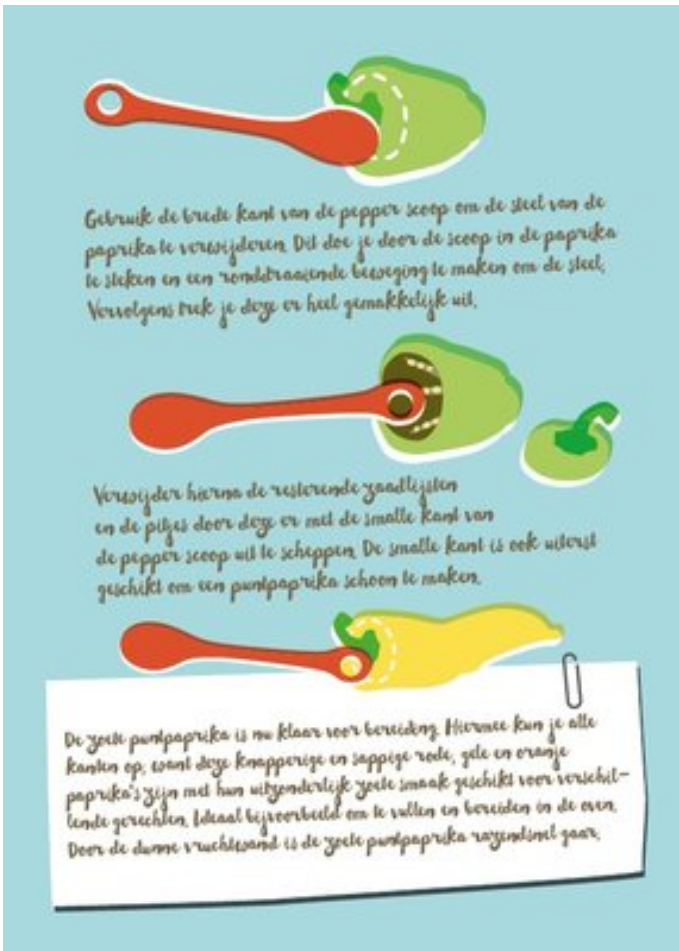 Gebruik de brede kant van de pepper scoop om de steel van de
paprika te verwijderen. Dit doe je door de scoop in de paprika
te steken en een ronddraaiende beweging te maken om de steel.
Vervolgens trek je deze er heel gemakkelijk uit.
Verwijder hierna de resterende zaadlijsten
en de pitjes door deze er met de smalle kant van
de pepper scoop uit te scheppen. De smalle kant is ook uiterst
geschikt om een puntpaprika schoon te maken.
De zoete puntpaprika is nu klaar voor bereiding. Hiermee kun je alle
kanten op, want deze knapperige en sappige rode, gele en oranje
paprika's zijn met hun uitzonderlijk zoete smaak geschikt voor verschil-
lende gerechten. Ideaal bijvoorbeeld om te vullen en bereiden in de oven.
Door de dunne vruchtwand is de zoete puntpaprika razendsnel gaar.